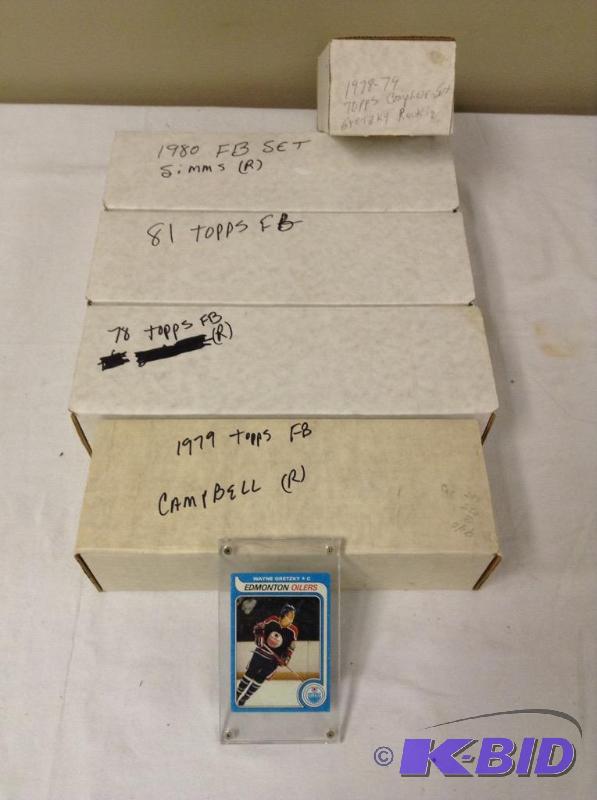 1978-79
Topps Complete Set
Gretzky Rookie
1980 FB SET
Simms (R)
81 Topps FB
78 Topps FB
(R)
1979 Topps FB
CAMPBELL (R)
WAYNE GRETZKY • C
EDMONTON OILERS
OILERS
© K-BID